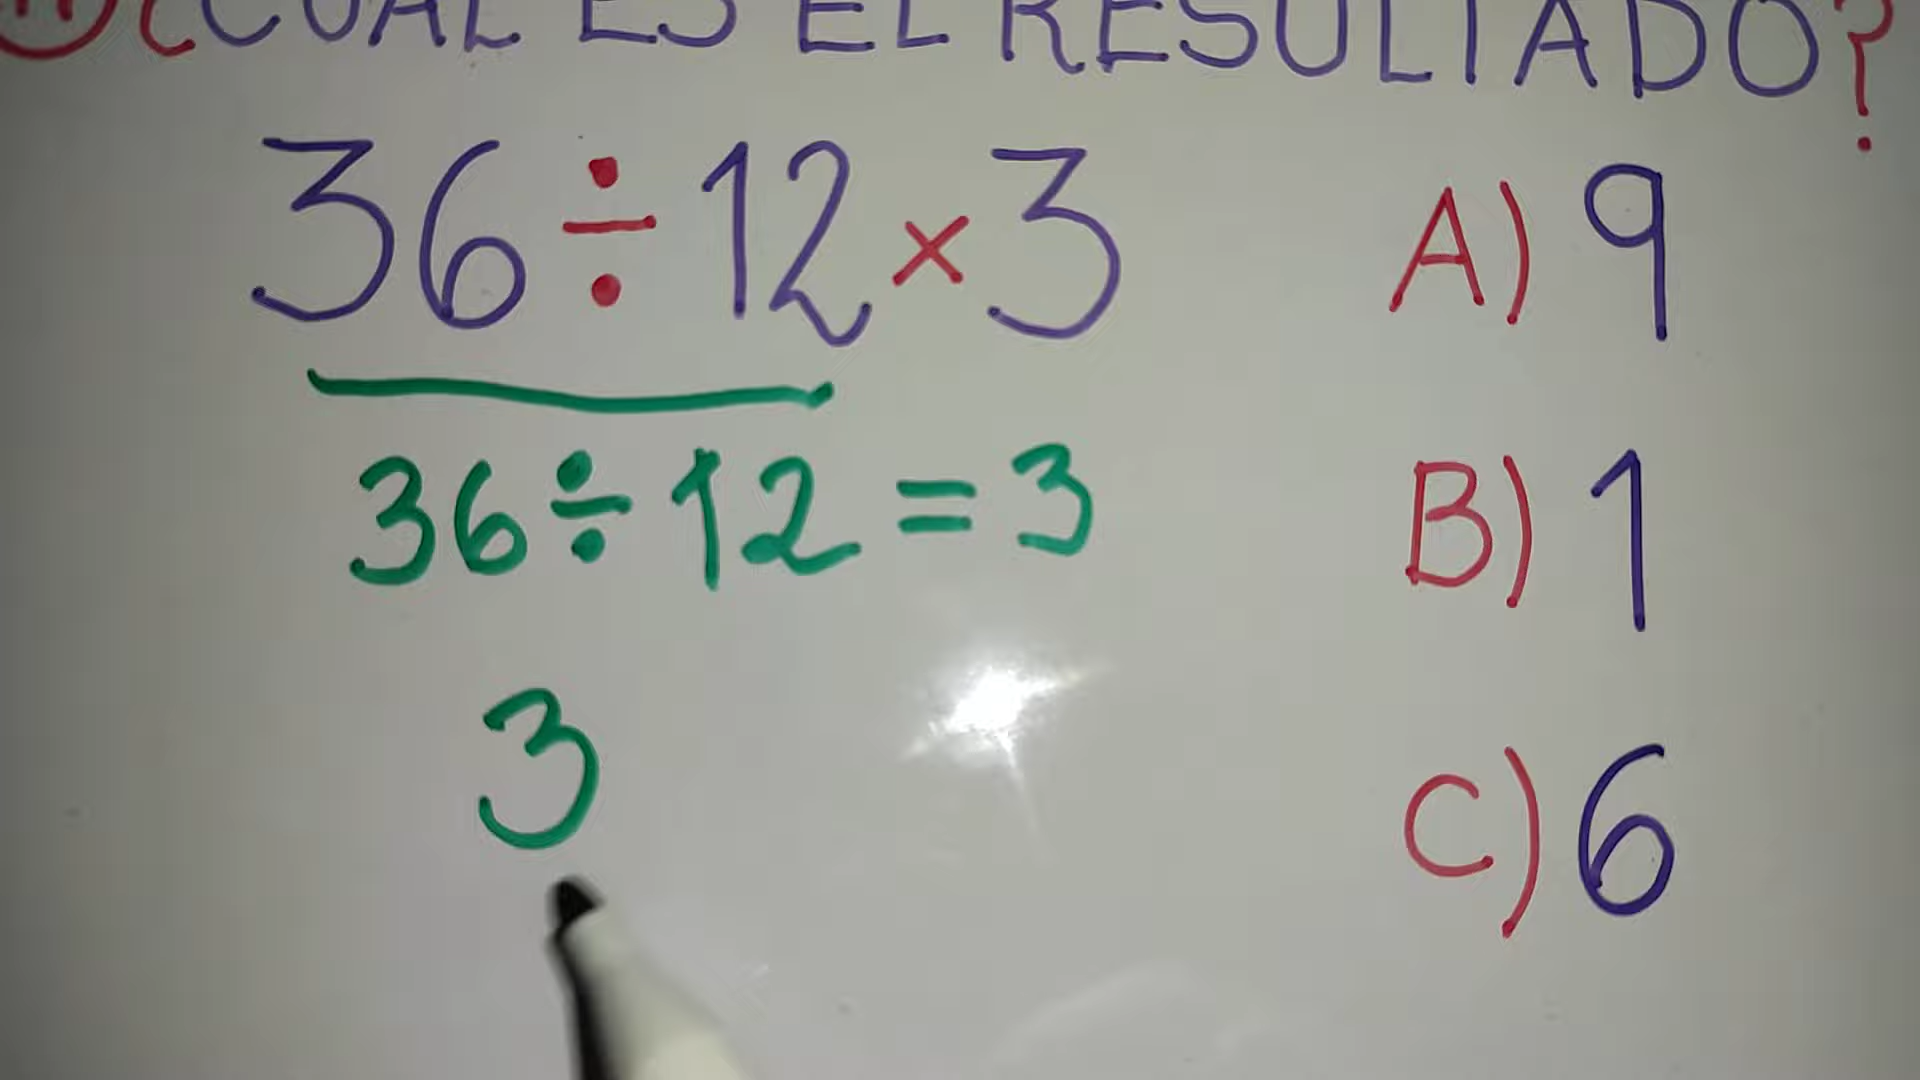 ¿CUAL ES EL RESULTADO?
36 ÷ 12 × 3
A) 9
36 ÷ 12 = 3
B) 1
3
C) 6